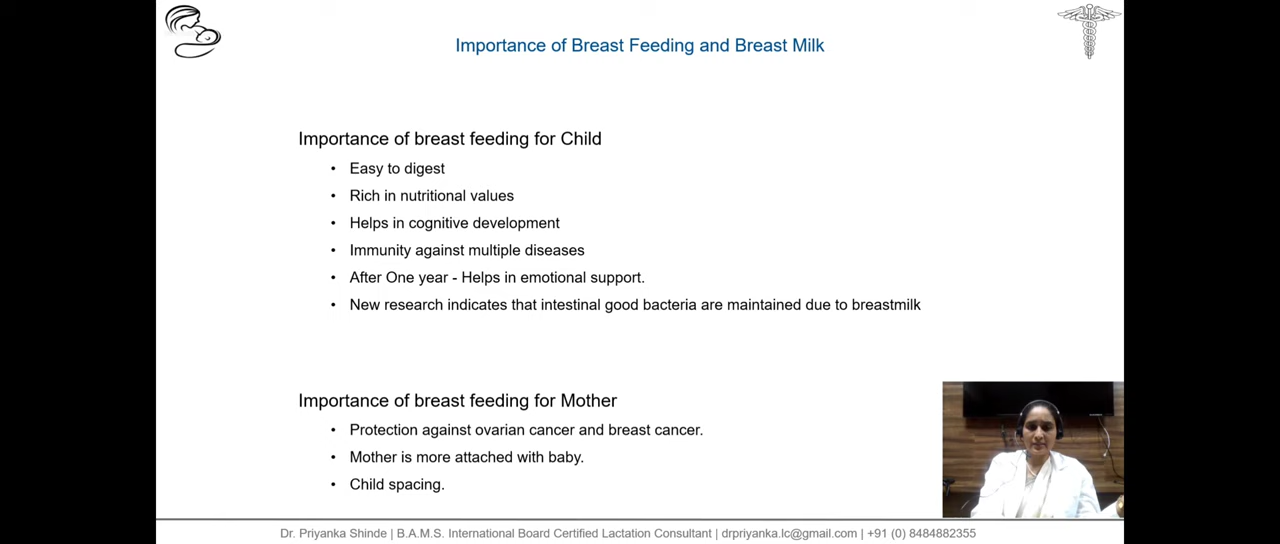 Importance of Breast Feeding and Breast Milk
Importance of breast feeding for Child
• Easy to digest
• Rich in nutritional values
• Helps in cognitive development
• Immunity against multiple diseases
• After One year - Helps in emotional support.
• New research indicates that intestinal good bacteria are maintained due to breastmilk
Importance of breast feeding for Mother
• Protection against ovarian cancer and breast cancer.
• Mother is more attached with baby.
• Child spacing.
Dr. Priyanka Shinde | B.A.M.S. International Board Certified Lactation Consultant | drpriyanka.lc@gmail.com | +91 (0) 8484882355